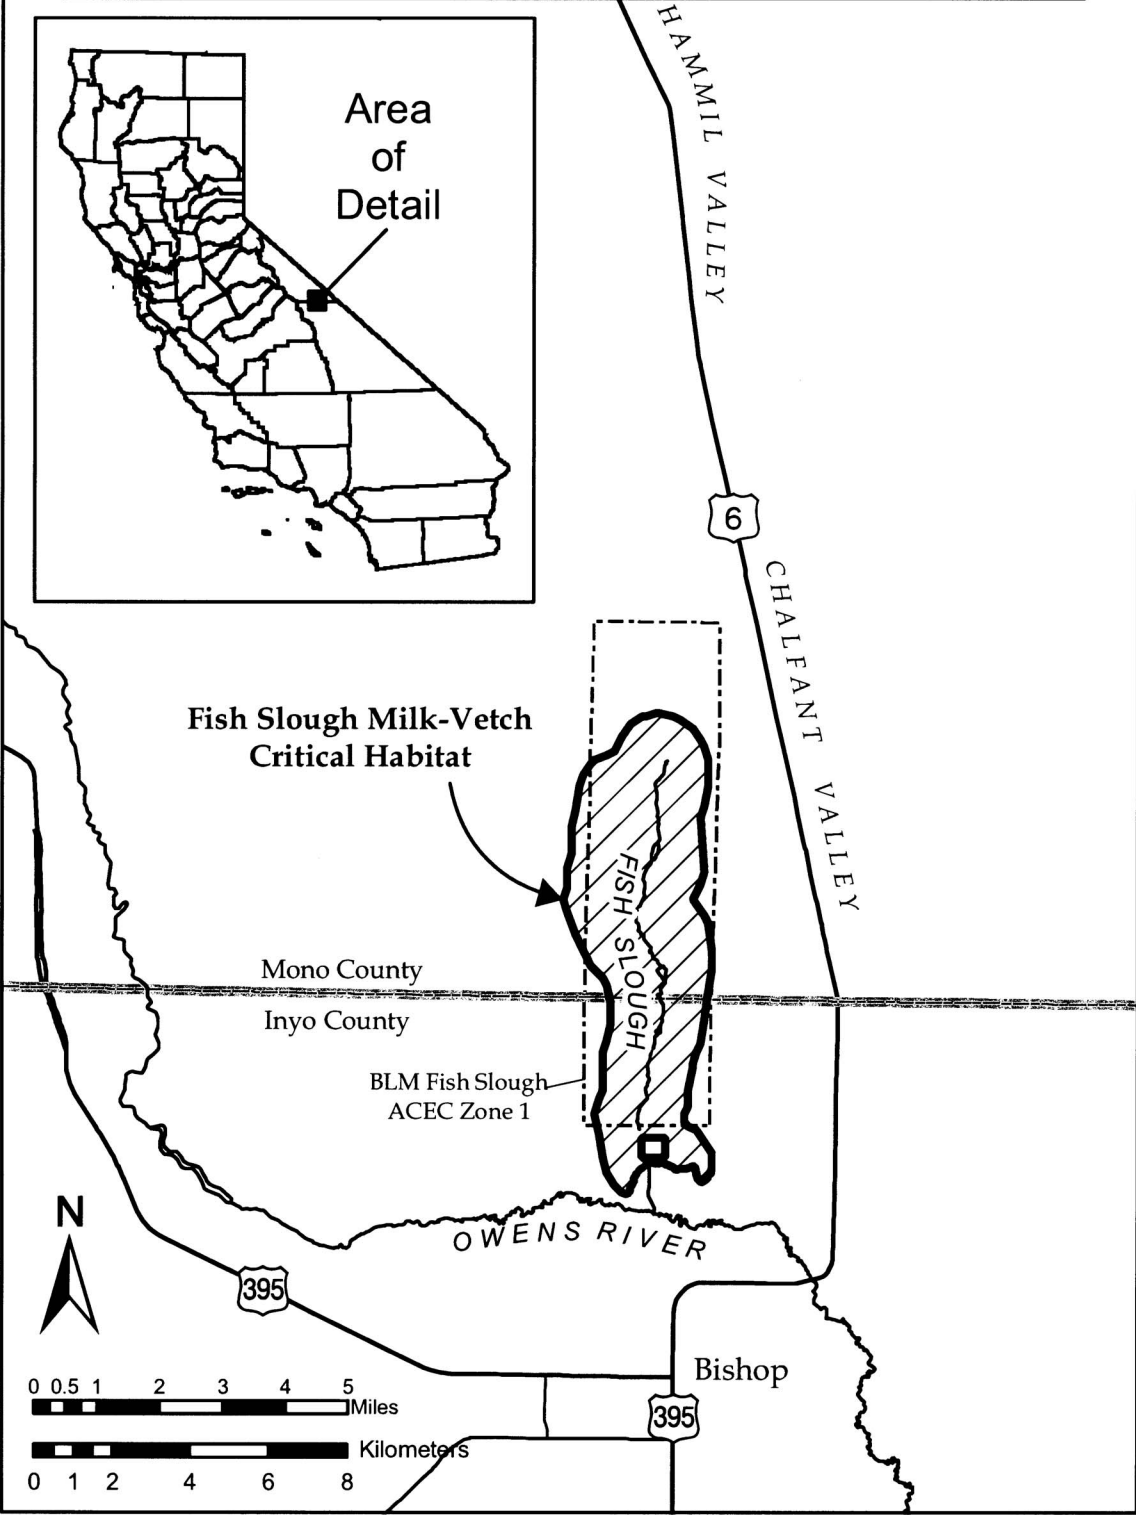 Area
of
Detail
HAMMIL VALLEY
6
CHALFANT VALLEY
Fish Slough Milk-Vetch
Critical Habitat
FISH SLOUGH
Mono County
Inyo County
BLM Fish Slough
ACEC Zone 1
N
OWENS RIVER
395
Bishop
395
0 0.5 1 2 3 4 5
Miles
Kilometers
0 1 2 4 6 8